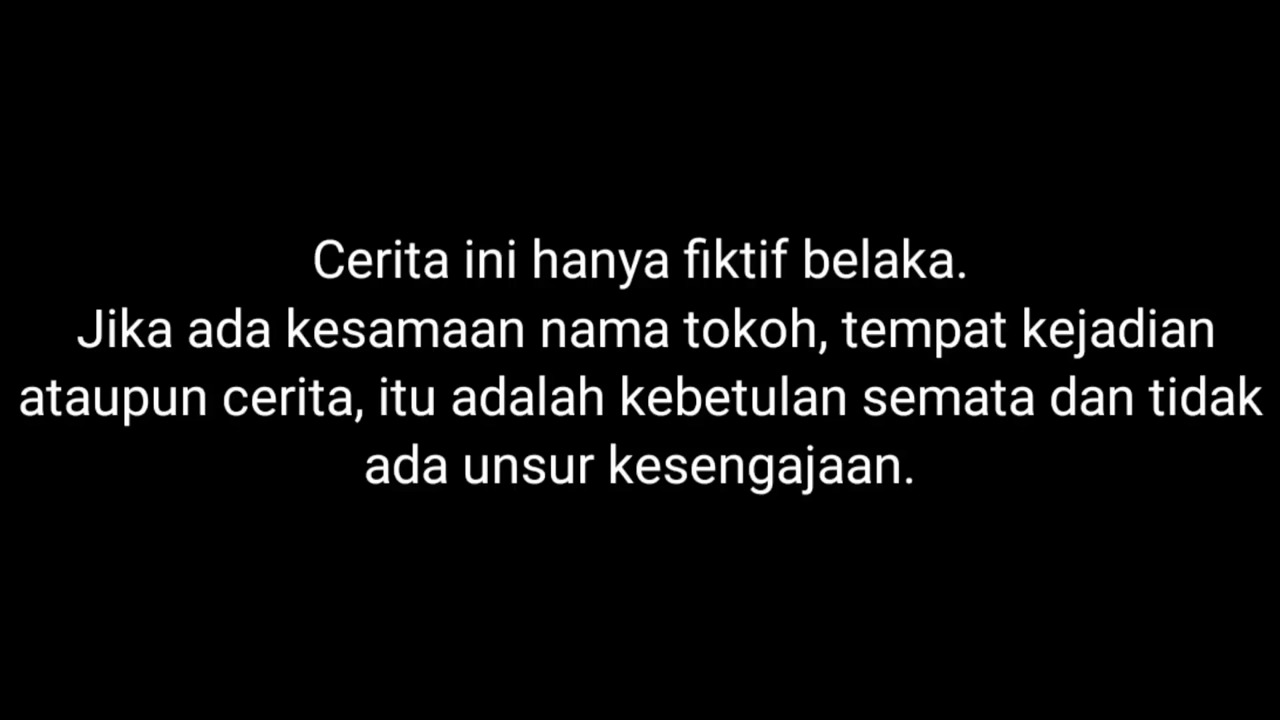 Cerita ini hanya fiktif belaka.
Jika ada kesamaan nama tokoh, tempat kejadian
ataupun cerita, itu adalah kebetulan semata dan tidak
ada unsur kesengajaan.